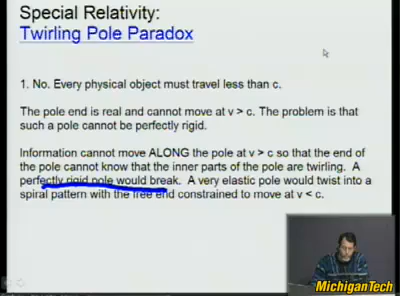 Special Relativity:
Twirling Pole Paradox
1. No. Every physical object must travel less than c.
The pole end is real and cannot move at v > c. The problem is that
such a pole cannot be perfectly rigid.
Information cannot move ALONG the pole at v > c so that the end of
the pole cannot know that the inner parts of the pole are twirling. A
perfectly rigid pole would break. A very elastic pole would twist into a
spiral pattern with the free end constrained to move at v < c.
MichiganTech